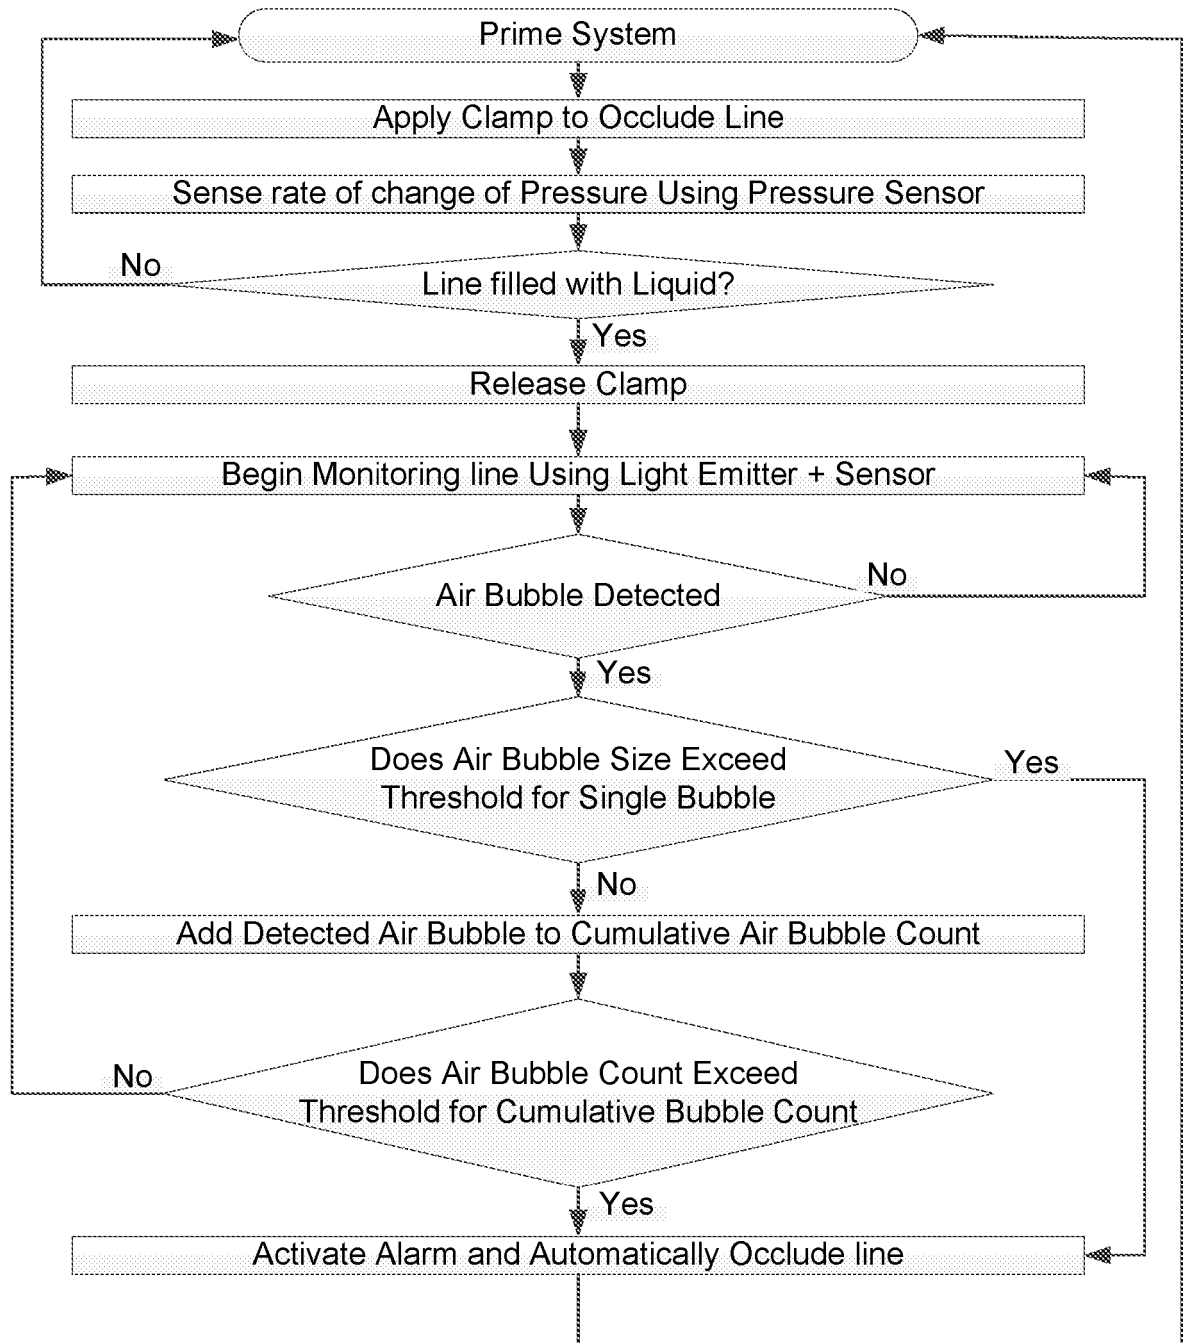 Prime System
Apply Clamp to Occlude Line
Sense rate of change of Pressure Using Pressure Sensor
No
Line filled with Liquid?
Yes
Release Clamp
Begin Monitoring line Using Light Emitter + Sensor
No
Air Bubble Detected
Yes
Does Air Bubble Size Exceed
Threshold for Single Bubble
Yes
No
Add Detected Air Bubble to Cumulative Air Bubble Count
No
Does Air Bubble Count Exceed
Threshold for Cumulative Bubble Count
Yes
Activate Alarm and Automatically Occlude line